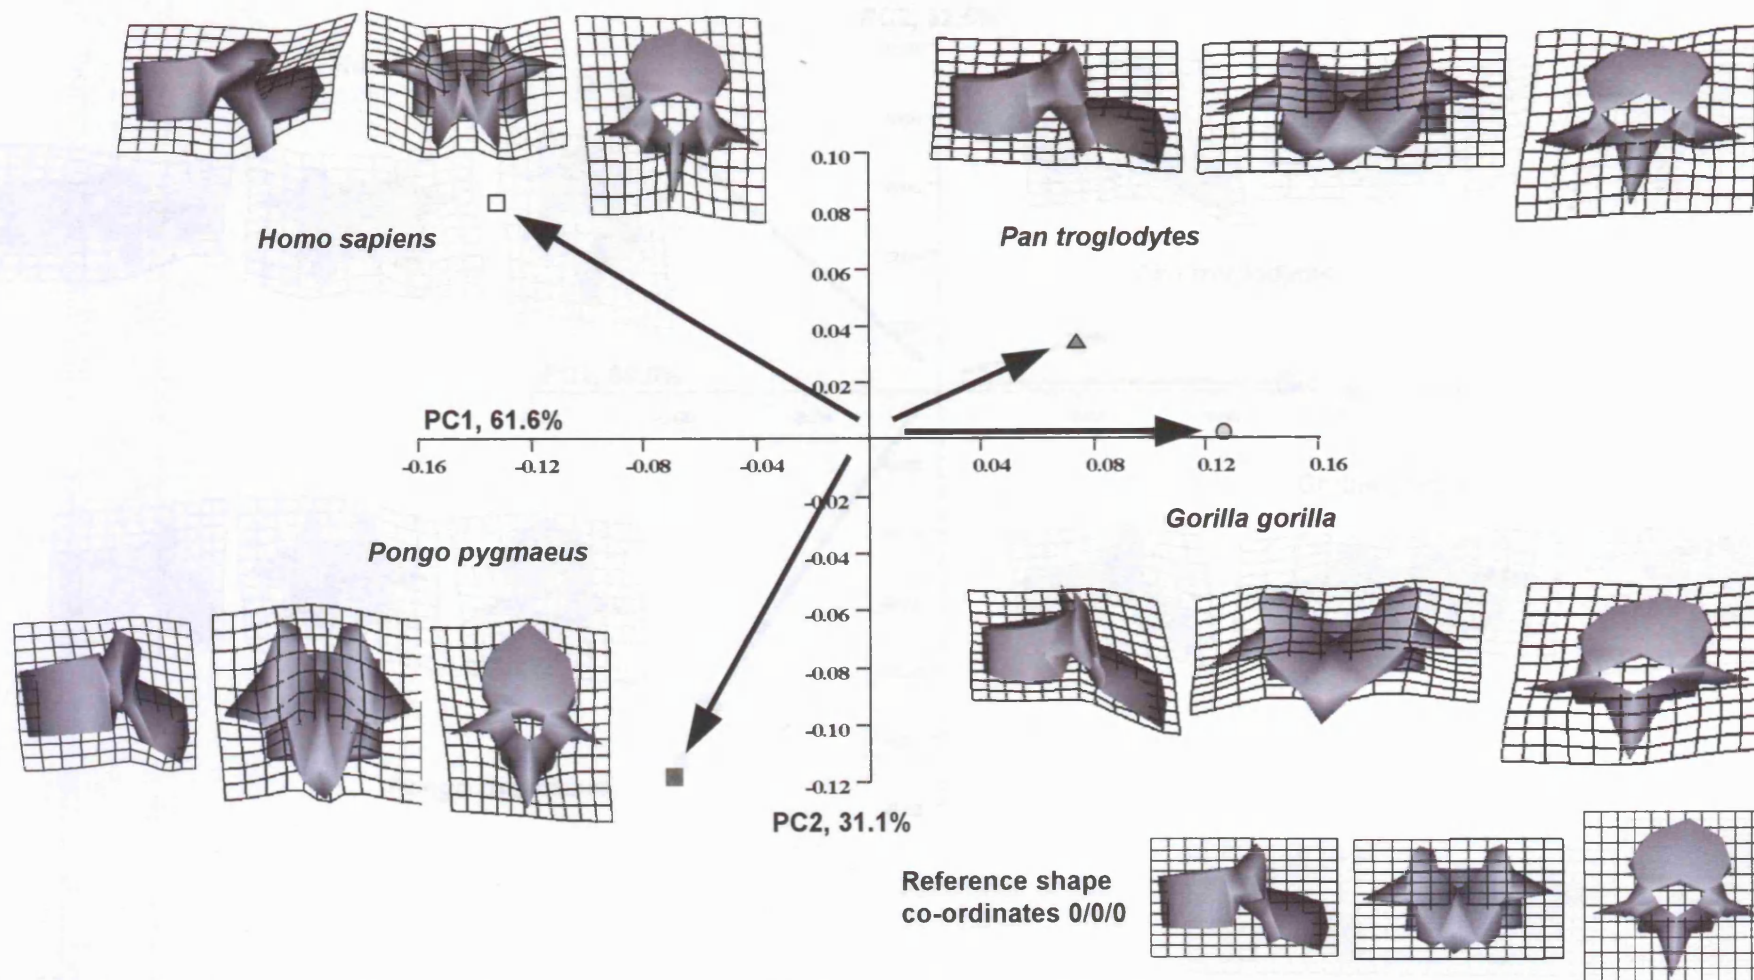 Homo sapiens
Pan troglodytes
0.10
0.08
0.06
0.04
0.02
PC1, 61.6%
-0.16
-0.12
-0.08
-0.04
0.04
0.08
0.12
0.16
-0.02
-0.04
-0.06
-0.08
-0.10
-0.12
Gorilla gorilla
Pongo pygmaeus
PC2, 31.1%
Reference shape
co-ordinates 0/0/0